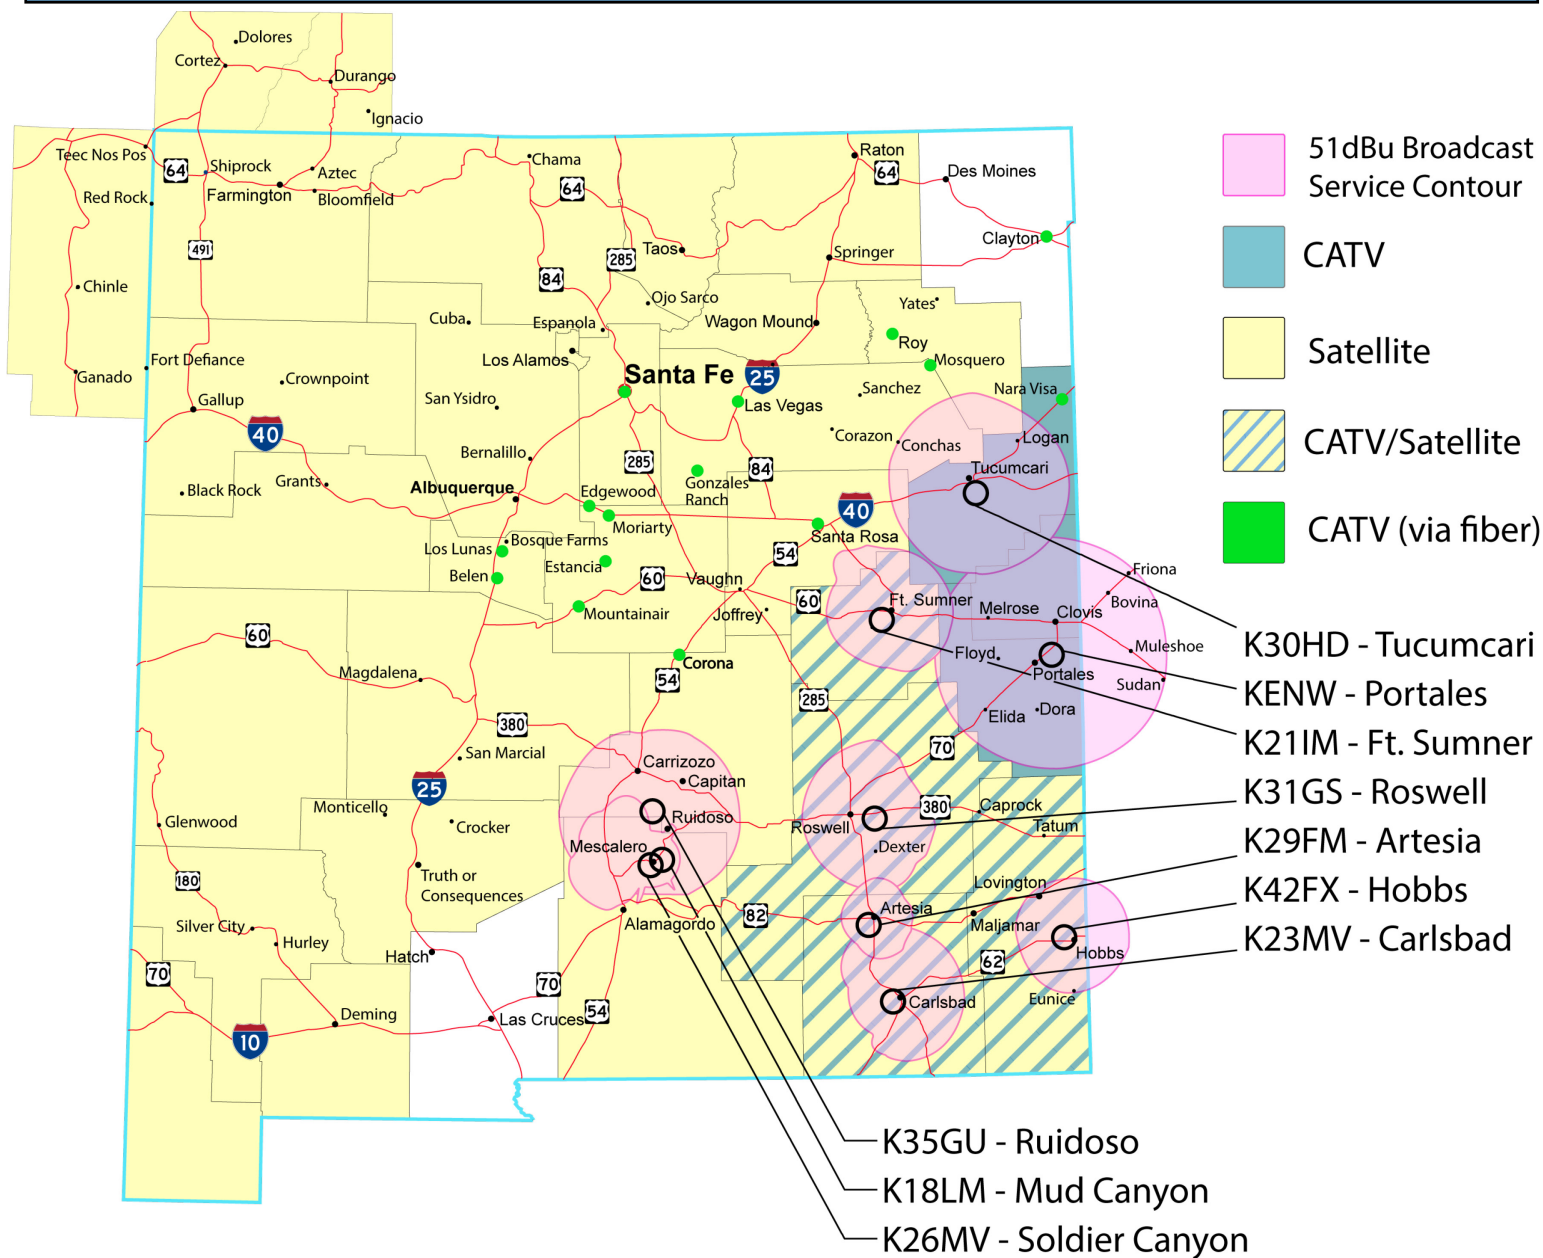 Dolores
Cortez
Durango
Ignacio
Teec Nos Pos
64
Shiprock
Aztec
Farmington
Bloomfield
Red Rock
Chama
64
Raton
64
Des Moines
491
Taos
285
Clayton
Springer
84
Chinle
Ojo Sarco
Yates
Cuba
Espanola
Wagon Mound
Roy
Los Alamos
Mosquero
Fort Defiance
Ganado
Crownpoint
Santa Fe
25
Sanchez
Nara Visa
San Ysidro
Gallup
Las Vegas
40
Corazon
Conchas
Logan
Bernalillo
285
84
Tucumcari
Grants
Black Rock
Albuquerque
Edgewood
Gonzales
Ranch
40
Moriarty
Santa Rosa
Bosque Farms
Los Lunas
Estancia
54
Belen
60
Vaughn
Friona
60
Ft. Sumner
Bovina
Mountainair
Joffrey
Melrose
Clovis
60
Muleshoe
Corona
Floyd
Portales
Magdalena
54
Sudan
285
Elida
Dora
380
70
San Marcial
Carrizozo
Capitan
25
Monticello
Crocker
Glenwood
Ruidoso
Roswell
380
Caprock
Tatum
Mescalero
Dexter
180
Truth or
Consequences
Lovington
82
Artesia
Silver City
Alamagordo
Maljamar
Hurley
Hatch
Hobbs
70
70
62
Eunice
54
Carlsbad
Deming
Las Cruces
10
51dBu Broadcast
Service Contour
CATV
Satellite
CATV/Satellite
CATV (via fiber)
K30HD - Tucumcari
KENW - Portales
K21IM - Ft. Sumner
K31GS - Roswell
K29FM - Artesia
K42FX - Hobbs
K23MV - Carlsbad
K35GU - Ruidoso
K18LM - Mud Canyon
K26MV - Soldier Canyon